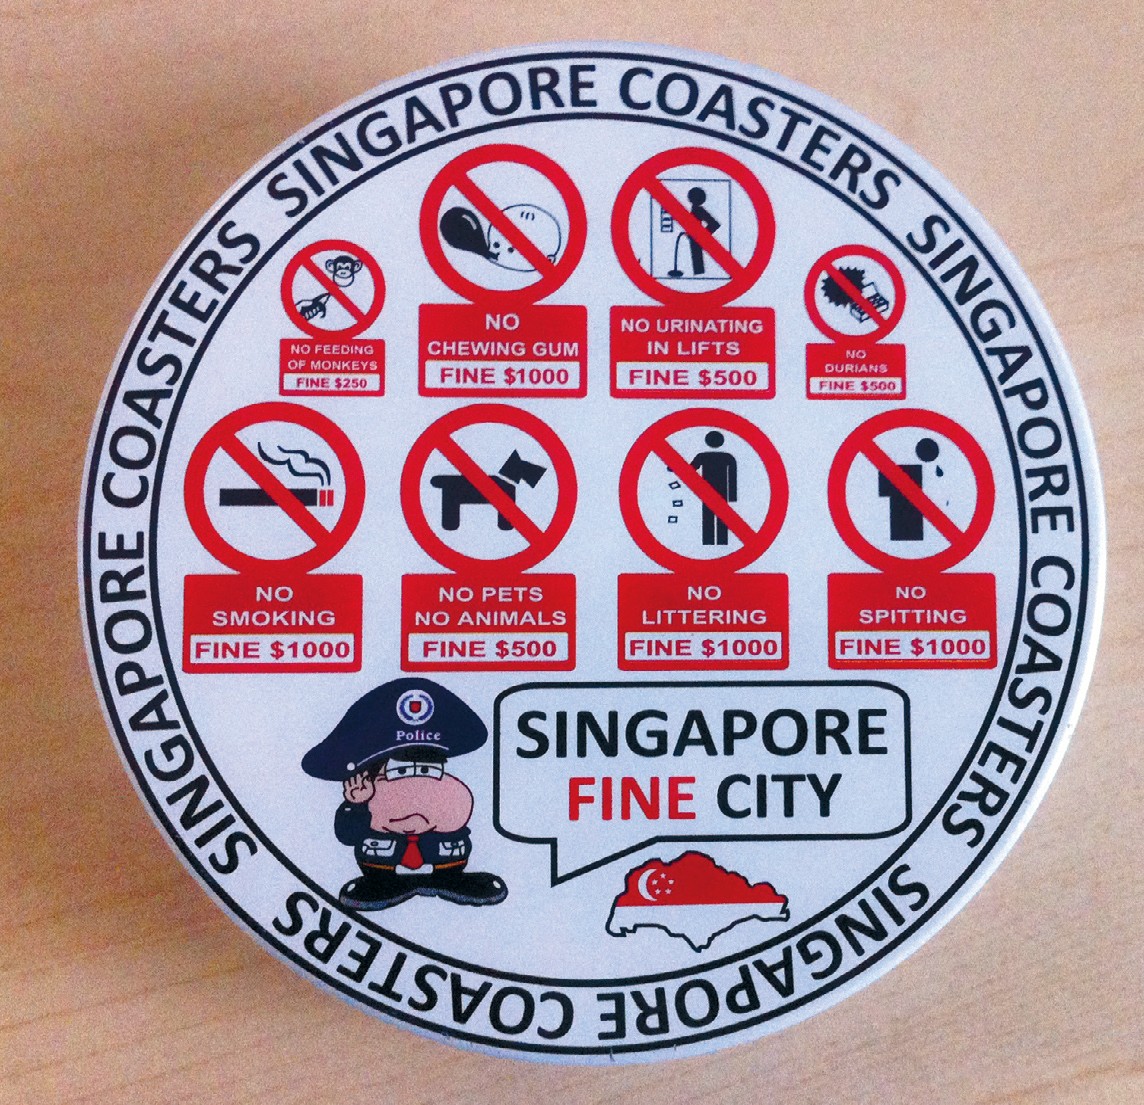 SINGAPORE COASTERS SINGAPORE COASTERS SINGAPORE COASTERS SINGAPORE COASTERS
NO FEEDING
OF MONKEYS
FINE $250
NO
CHEWING GUM
FINE $1000
NO URINATING
IN LIFTS
FINE $500
NO
DURIANS
FINE $500
NO
SMOKING
FINE $1000
NO PETS
NO ANIMALS
FINE $500
NO
LITTERING
FINE $1000
NO
SPITTING
FINE $1000
Police
SINGAPORE
FINE CITY